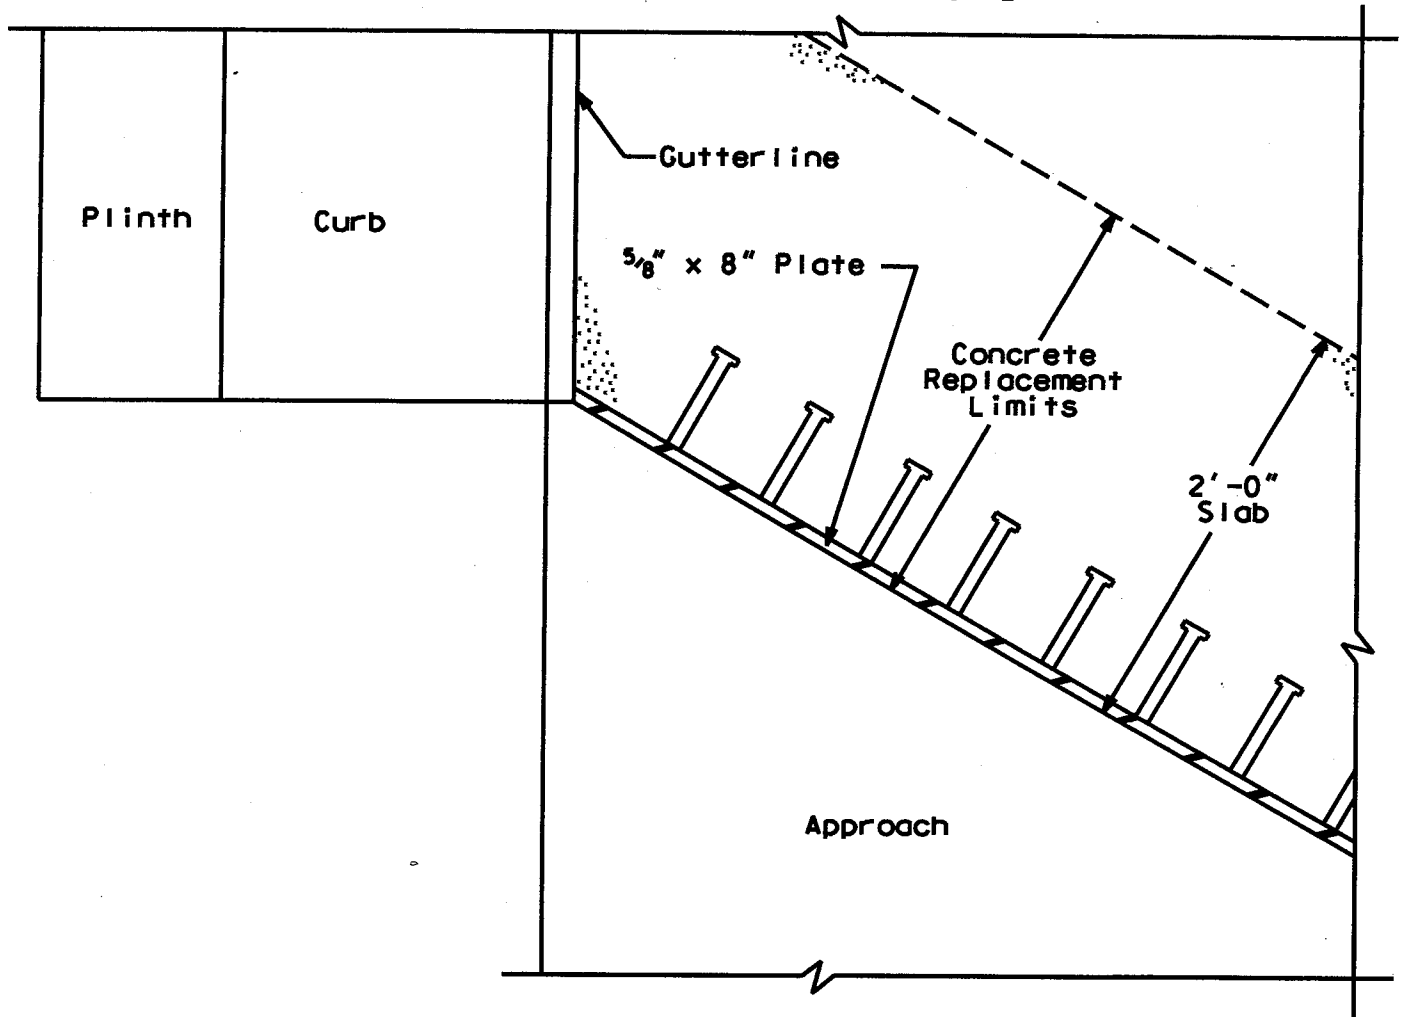 Gutterline
Plinth
Curb
5/8" x 8" Plate
Concrete
Replacement
Limits
2'-0"
Slab
Approach